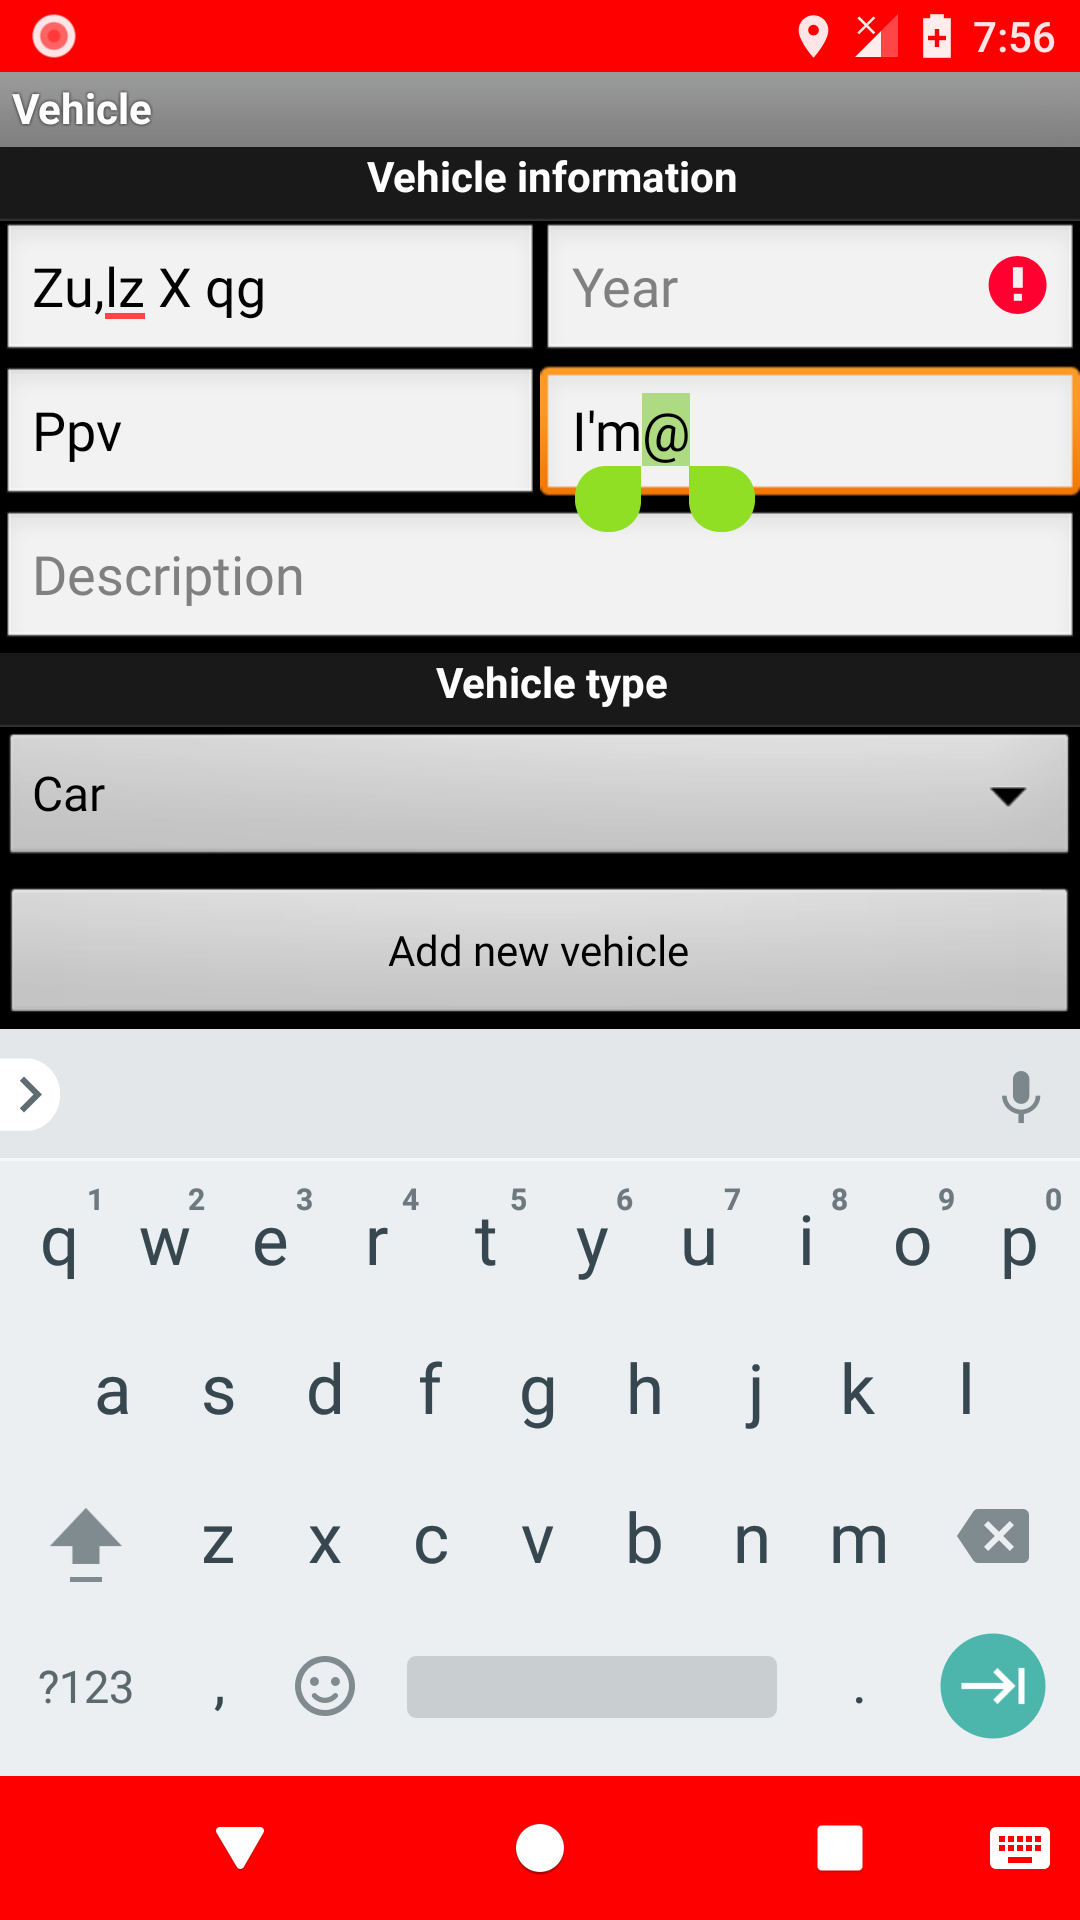 7:56
Vehicle
Vehicle information
Zu,lz X qg
Year
Ppv
I'm@
Description
Vehicle type
Car
Add new vehicle
1 2 3 4 5 6 7 8 9 0
q w e r t y u i o p
a s d f g h j k l
z x c v b n m
?123 , .